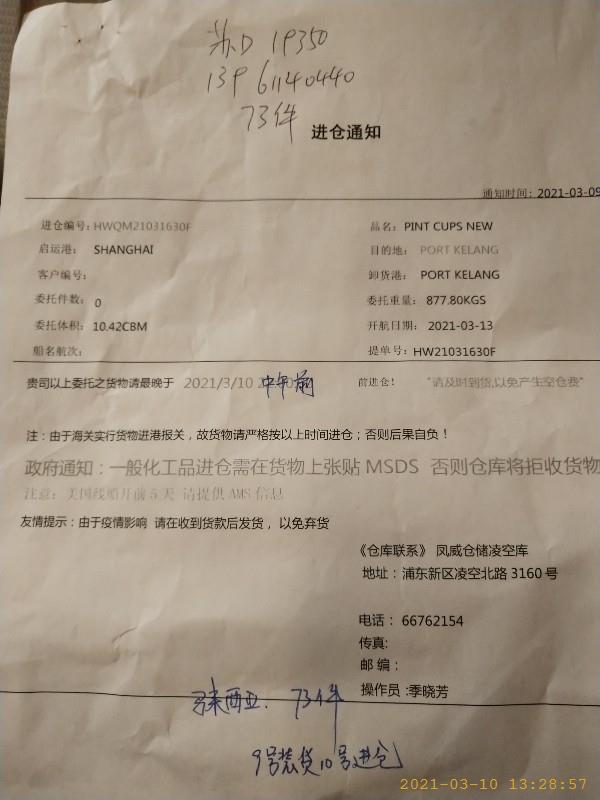 苏D 19350
13961140440
73件
进仓通知
通知时间：2021-03-09
进仓编号：HWQM21031630F 品名：PINT CUPS NEW
启运港： SHANGHAI 目的地： PORT KELANG
客户编号： 卸货港： PORT KELANG
委托件数： 0 委托重量：877.80KGS
委托体积：10.42CBM 开航日期： 2021-03-13
船名航次： 提单号：HW21031630F
贵司以上委托之货物请最晚于 2021/3/10 中午前 前进仓！ "请及时到货,以免产生空仓费"
注：由于海关实行货物进港报关，故货物请严格按以上时间进仓；否则后果自负！
政府通知：一般化工品进仓需在货物上张贴 MSDS 否则仓库将拒收货物
注意：美国线船开前5天 请提供 AMS 信息
友情提示：由于疫情影响 请在收到货款后发货，以免弃货
《仓库联系》 凤威仓储凌空库
地址：浦东新区凌空北路 3160 号
电话： 66762154
传真:
邮 编：
操作员:季晓芳
马来西亚. 73件
9号装货10号进仓
2021-03-10 13:28:57